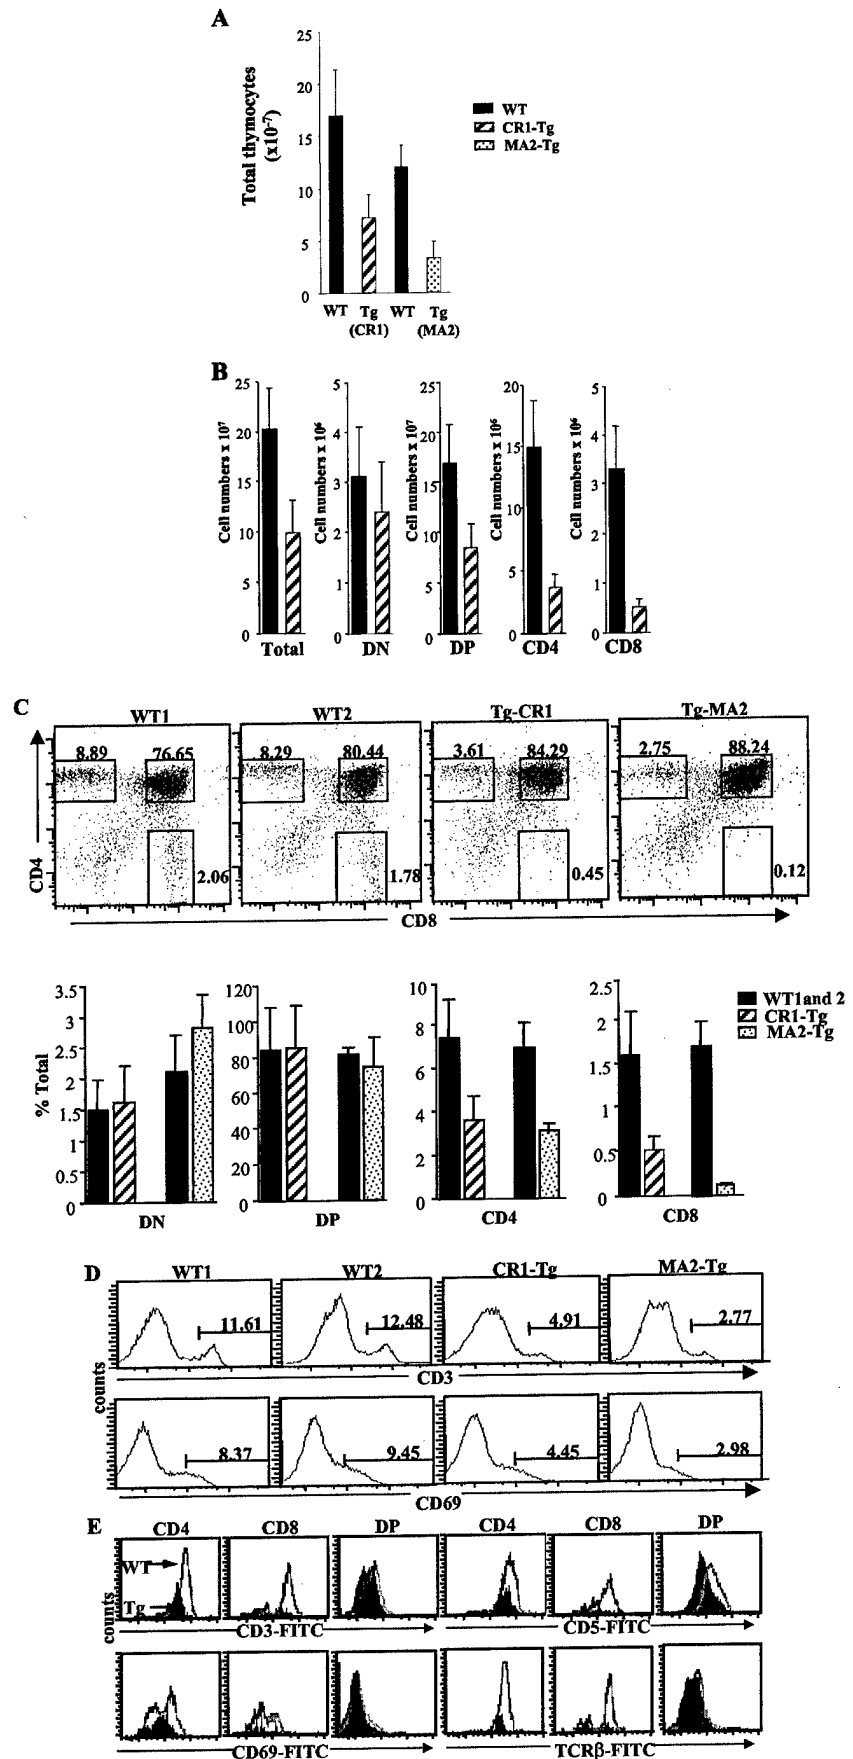 A
25
20
15
10
5
0
Total thymocytes
(x10-7)
WT
CR1-Tg
MA2-Tg
WT Tg WT Tg
(CR1) (MA2)
B
25
20
15
10
5
0
Cell numbers x 10⁷
Total
5
4
3
2
1
0
Cell numbers x 10⁶
DN
25
20
15
10
5
0
Cell numbers x 10⁷
DP
20
15
10
5
0
Cell numbers x 10⁶
CD4
5
4
3
2
1
0
Cell numbers x 10⁶
CD8
C
WT1 WT2 Tg-CR1 Tg-MA2
8.89 76.65 8.29 80.44 3.61 84.29 2.75 88.24
2.06 1.78 0.45 0.12
CD4
CD8
% Total
3.5
3
2.5
2
1.5
1
0.5
0
DN
120
100
80
60
40
20
0
DP
10
8
6
4
2
0
CD4
2.5
2
1.5
1
0.5
0
CD8
WT1and 2
CR1-Tg
MA2-Tg
D
WT1 WT2 CR1-Tg MA2-Tg
11.61 12.48 4.91 2.77
CD3
counts
8.37 9.45 4.45 2.98
CD69
E
CD4 CD8 DP CD4 CD8 DP
WT
Tg
counts
CD3-FITC CD5-FITC
CD69-FITC TCRβ-FITC